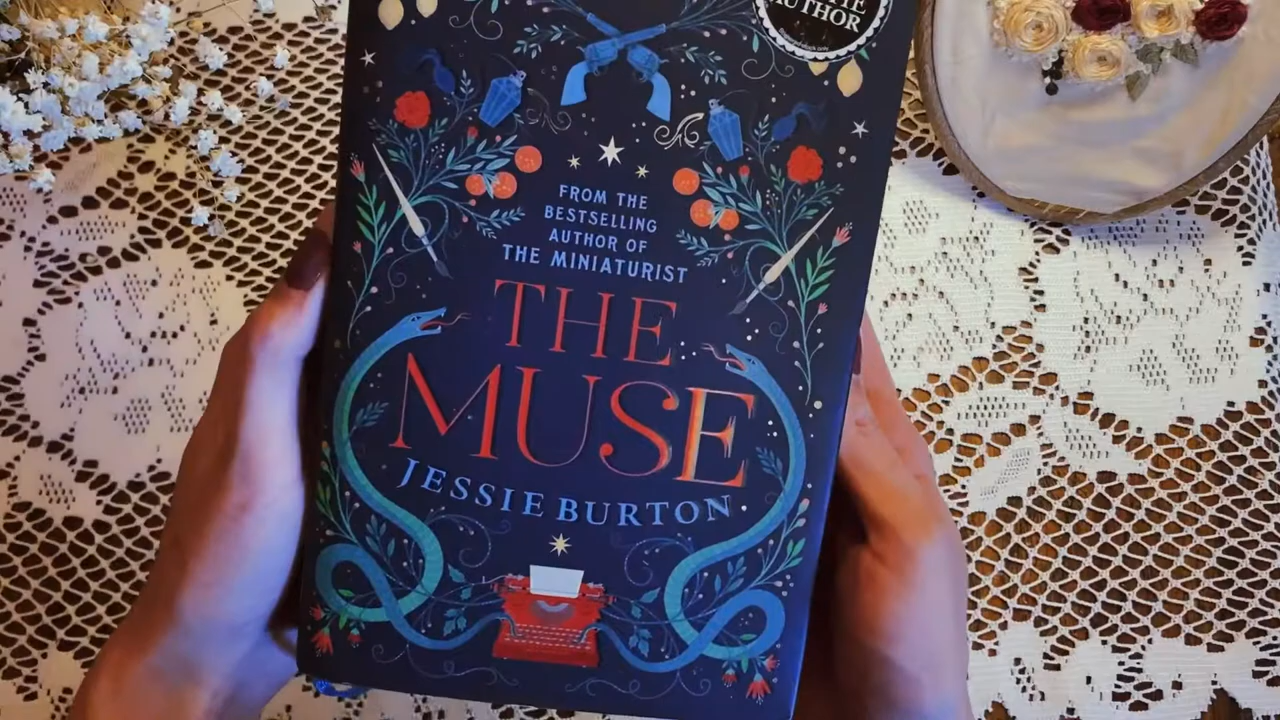 AUTHOR
FROM THE
BESTSELLING
AUTHOR OF
THE MINIATURIST
THE
MUSE
JESSIE BURTON